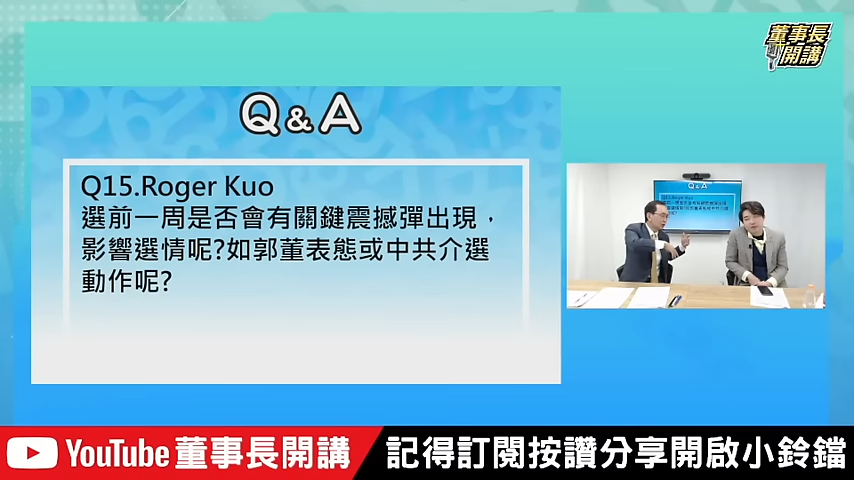 董事長
開講
Q & A
Q15.Roger Kuo
選前一周是否會有關鍵震撼彈出現，
影響選情呢?如郭董表態或中共介選
動作呢?
Q & A
YouTube 董事長開講
記得訂閱按讚分享開啟小鈴鐺